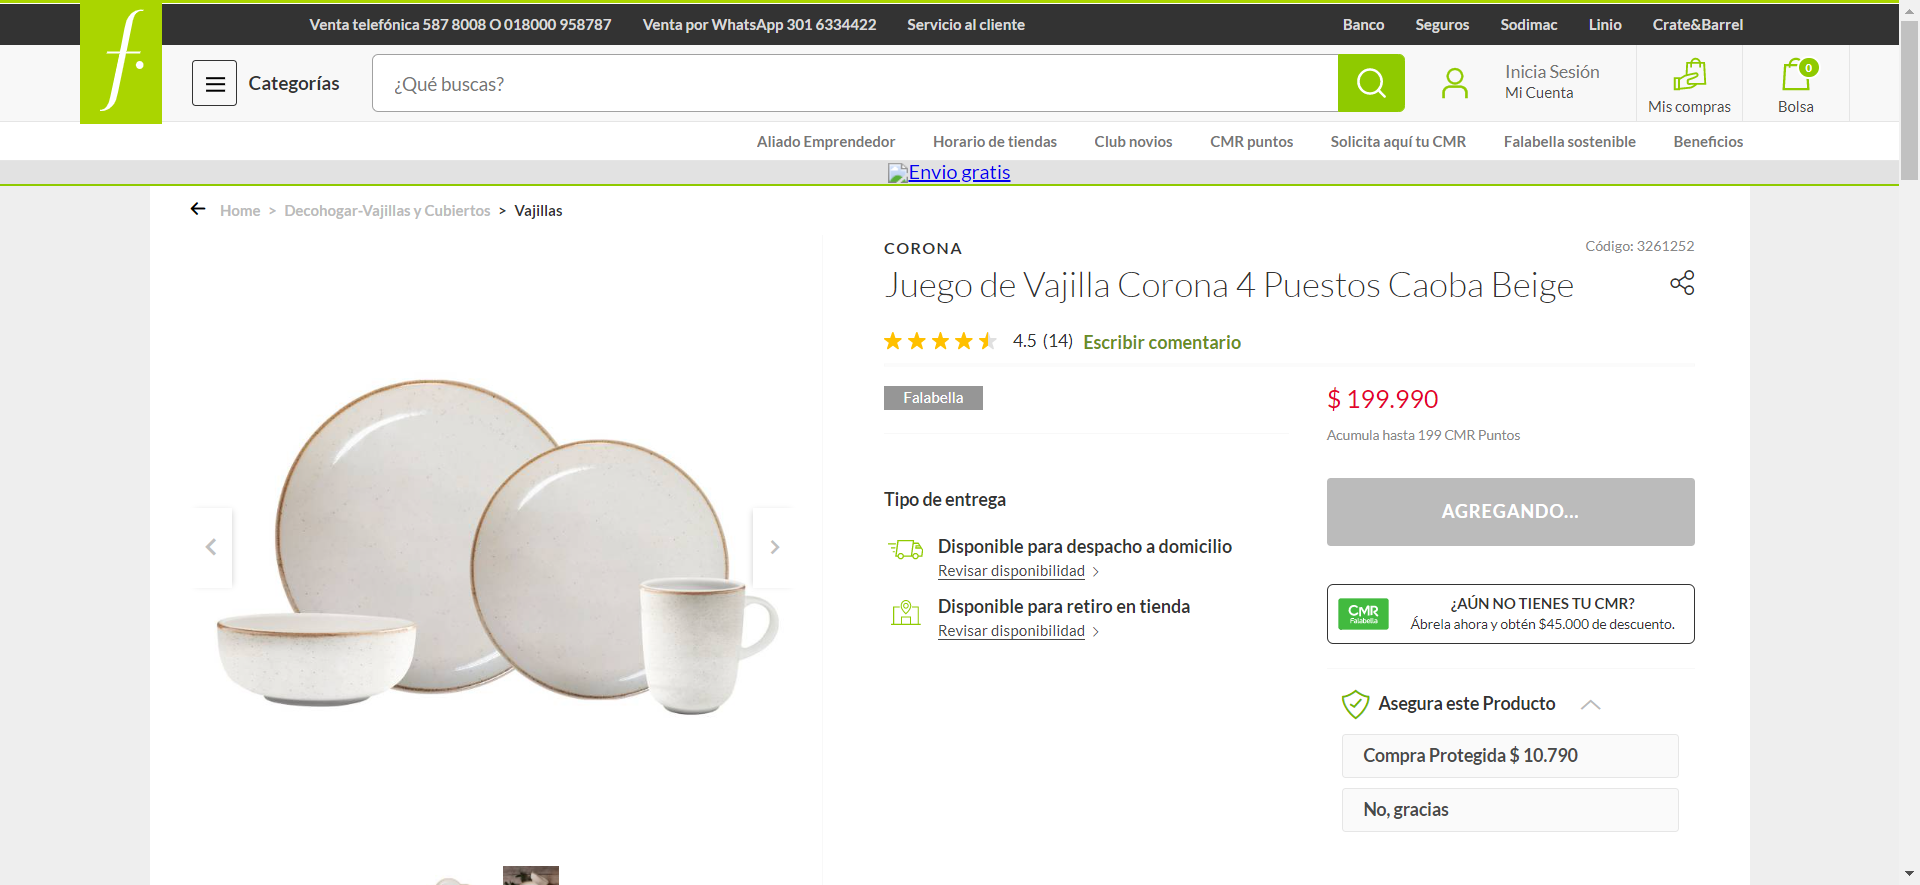 Venta telefónica 587 8008 O 018000 958787 Venta por WhatsApp 301 6334422 Servicio al cliente Banco Seguros Sodimac Linio Crate&Barrel
f.
Categorías
¿Qué buscas?
Inicia Sesión
Mi Cuenta
Mis compras
0
Bolsa
Aliado Emprendedor Horario de tiendas Club novios CMR puntos Solicita aquí tu CMR Falabella sostenible Beneficios
Envio gratis
Home > Decohogar-Vajillas y Cubiertos > Vajillas
CORONA
Código: 3261252
Juego de Vajilla Corona 4 Puestos Caoba Beige
4.5 (14) Escribir comentario
Falabella
$ 199.990
Acumula hasta 199 CMR Puntos
Tipo de entrega
Disponible para despacho a domicilio
Revisar disponibilidad >
Disponible para retiro en tienda
Revisar disponibilidad >
AGREGANDO...
CMR
Falabella
¿AÚN NO TIENES TU CMR?
Ábrela ahora y obtén $45.000 de descuento.
Asegura este Producto
Compra Protegida $ 10.790
No, gracias